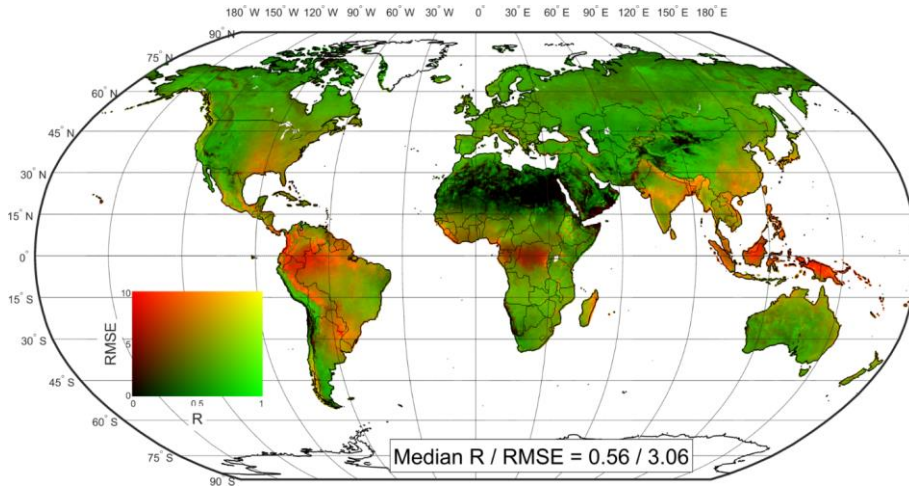 180° W 150° W 120° W 90° W 60° W 30° W 0° 30° E 60° E 90° E 120° E 150° E 180° E
90° N
75° N
60° N
45° N
30° N
15° N
0°
15° S
30° S
45° S
60° S
75° S
90° S
10
5
0
RMSE
0 0.5 1
R
Median R / RMSE = 0.56 / 3.06